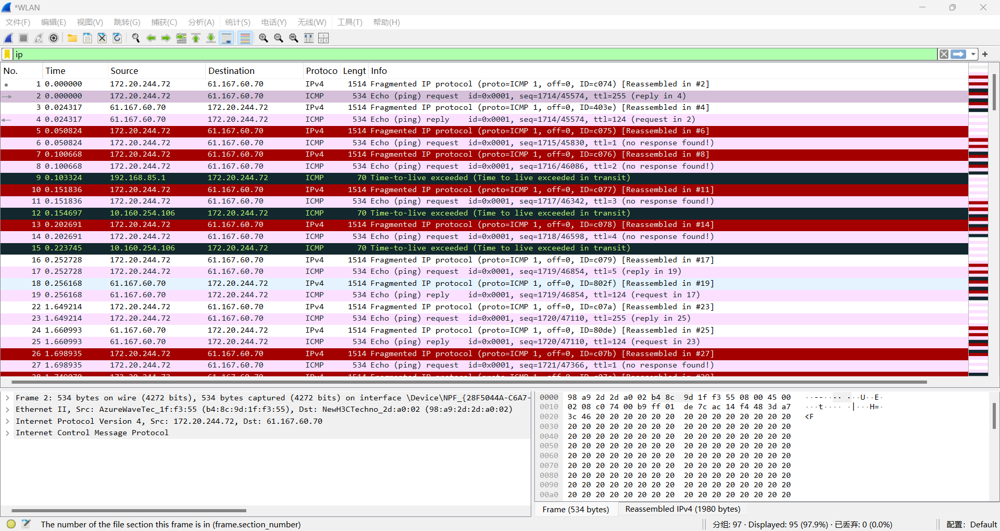 *WLAN
文件(F) 编辑(E) 视图(V) 跳转(G) 捕获(C) 分析(A) 统计(S) 电话(Y) 无线(W) 工具(T) 帮助(H)
ip
No. Time Source Destination Protoco Lengt Info
1 0.000000 172.20.244.72 61.167.60.70 IPv4 1514 Fragmented IP protocol (proto=ICMP 1, off=0, ID=c074) [Reassembled in #2]
2 0.000000 172.20.244.72 61.167.60.70 ICMP 534 Echo (ping) request id=0x0001, seq=1714/45574, ttl=255 (reply in 4)
3 0.024317 61.167.60.70 172.20.244.72 IPv4 1514 Fragmented IP protocol (proto=ICMP 1, off=0, ID=403e) [Reassembled in #4]
4 0.024317 61.167.60.70 172.20.244.72 ICMP 534 Echo (ping) reply id=0x0001, seq=1714/45574, ttl=124 (request in 2)
5 0.050824 172.20.244.72 61.167.60.70 IPv4 1514 Fragmented IP protocol (proto=ICMP 1, off=0, ID=c075) [Reassembled in #6]
6 0.050824 172.20.244.72 61.167.60.70 ICMP 534 Echo (ping) request id=0x0001, seq=1715/45830, ttl=1 (no response found!)
7 0.100668 172.20.244.72 61.167.60.70 IPv4 1514 Fragmented IP protocol (proto=ICMP 1, off=0, ID=c076) [Reassembled in #8]
8 0.100668 172.20.244.72 61.167.60.70 ICMP 534 Echo (ping) request id=0x0001, seq=1716/46086, ttl=2 (no response found!)
9 0.103324 192.168.85.1 172.20.244.72 ICMP 70 Time-to-live exceeded (Time to live exceeded in transit)
10 0.151836 172.20.244.72 61.167.60.70 IPv4 1514 Fragmented IP protocol (proto=ICMP 1, off=0, ID=c077) [Reassembled in #11]
11 0.151836 172.20.244.72 61.167.60.70 ICMP 534 Echo (ping) request id=0x0001, seq=1717/46342, ttl=3 (no response found!)
12 0.154697 10.160.254.106 172.20.244.72 ICMP 70 Time-to-live exceeded (Time to live exceeded in transit)
13 0.202691 172.20.244.72 61.167.60.70 IPv4 1514 Fragmented IP protocol (proto=ICMP 1, off=0, ID=c078) [Reassembled in #14]
14 0.202691 172.20.244.72 61.167.60.70 ICMP 534 Echo (ping) request id=0x0001, seq=1718/46598, ttl=4 (no response found!)
15 0.223745 10.160.254.106 172.20.244.72 ICMP 70 Time-to-live exceeded (Time to live exceeded in transit)
16 0.252728 172.20.244.72 61.167.60.70 IPv4 1514 Fragmented IP protocol (proto=ICMP 1, off=0, ID=c079) [Reassembled in #17]
17 0.252728 172.20.244.72 61.167.60.70 ICMP 534 Echo (ping) request id=0x0001, seq=1719/46854, ttl=5 (reply in 19)
18 0.256168 61.167.60.70 172.20.244.72 IPv4 1514 Fragmented IP protocol (proto=ICMP 1, off=0, ID=802f) [Reassembled in #19]
19 0.256168 61.167.60.70 172.20.244.72 ICMP 534 Echo (ping) reply id=0x0001, seq=1719/46854, ttl=124 (request in 17)
22 1.649214 172.20.244.72 61.167.60.70 IPv4 1514 Fragmented IP protocol (proto=ICMP 1, off=0, ID=c07a) [Reassembled in #23]
23 1.649214 172.20.244.72 61.167.60.70 ICMP 534 Echo (ping) request id=0x0001, seq=1720/47110, ttl=255 (reply in 25)
24 1.660993 61.167.60.70 172.20.244.72 IPv4 1514 Fragmented IP protocol (proto=ICMP 1, off=0, ID=80de) [Reassembled in #25]
25 1.660993 61.167.60.70 172.20.244.72 ICMP 534 Echo (ping) reply id=0x0001, seq=1720/47110, ttl=124 (request in 23)
26 1.698935 172.20.244.72 61.167.60.70 IPv4 1514 Fragmented IP protocol (proto=ICMP 1, off=0, ID=c07b) [Reassembled in #27]
27 1.698935 172.20.244.72 61.167.60.70 ICMP 534 Echo (ping) request id=0x0001, seq=1721/47366, ttl=1 (no response found!)
Frame 2: 534 bytes on wire (4272 bits), 534 bytes captured (4272 bits) on interface \Device\NPF_{28F5044A-C6A7-
Ethernet II, Src: AzureWaveTec_1f:f3:55 (b4:8c:9d:1f:f3:55), Dst: NewH3CTechno_2d:a0:02 (98:a9:2d:2d:a0:02)
Internet Protocol Version 4, Src: 172.20.244.72, Dst: 61.167.60.70
Internet Control Message Protocol
0000 98 a9 2d 2d a0 02 b4 8c 9d 1f f3 55 08 00 45 00 ··--···· ···U··E·
0010 02 08 c0 74 00 b9 ff 01 de 7c ac 14 f4 48 3d a7 ···t···· ·|···H=·
0020 3c 46 20 20 20 20 20 20 20 20 20 20 20 20 20 20 <F
0030 20 20 20 20 20 20 20 20 20 20 20 20 20 20 20 20
0040 20 20 20 20 20 20 20 20 20 20 20 20 20 20 20 20
0050 20 20 20 20 20 20 20 20 20 20 20 20 20 20 20 20
0060 20 20 20 20 20 20 20 20 20 20 20 20 20 20 20 20
0070 20 20 20 20 20 20 20 20 20 20 20 20 20 20 20 20
0080 20 20 20 20 20 20 20 20 20 20 20 20 20 20 20 20
0090 20 20 20 20 20 20 20 20 20 20 20 20 20 20 20 20
00a0 20 20 20 20 20 20 20 20 20 20 20 20 20 20 20 20
Frame (534 bytes) Reassembled IPv4 (1980 bytes)
The number of the file section this frame is in (frame.section_number) 分组: 97 · Displayed: 95 (97.9%) · 已丢弃: 0 (0.0%) 配置: Default